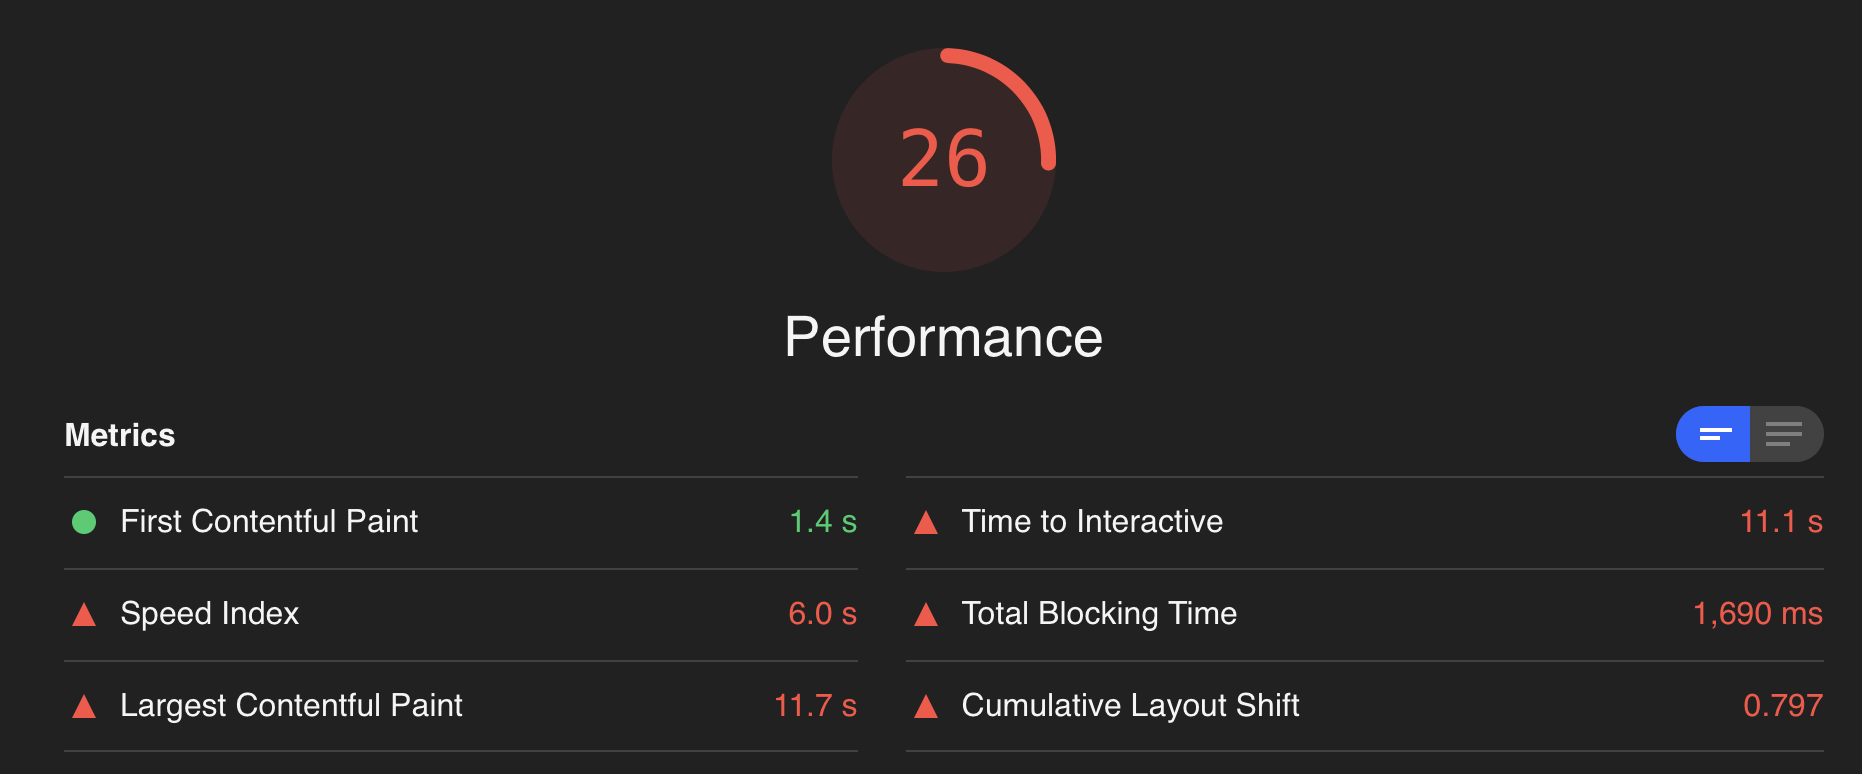 26
Performance
Metrics
First Contentful Paint 1.4 s
Time to Interactive 11.1 s
Speed Index 6.0 s
Total Blocking Time 1,690 ms
Largest Contentful Paint 11.7 s
Cumulative Layout Shift 0.797